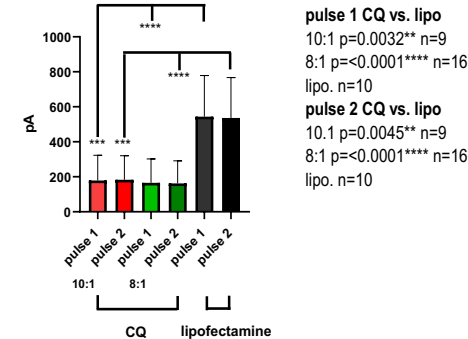 ****
****
*** ***
pA
1000
800
600
400
200
0
pulse 1 pulse 2 pulse 1 pulse 2 pulse 1 pulse 2
10:1 8:1
CQ lipofectamine
pulse 1 CQ vs. lipo
10:1 p=0.0032** n=9
8:1 p=<0.0001**** n=16
lipo. n=10
pulse 2 CQ vs. lipo
10.1 p=0.0045** n=9
8:1 p=<0.0001**** n=16
lipo. n=10